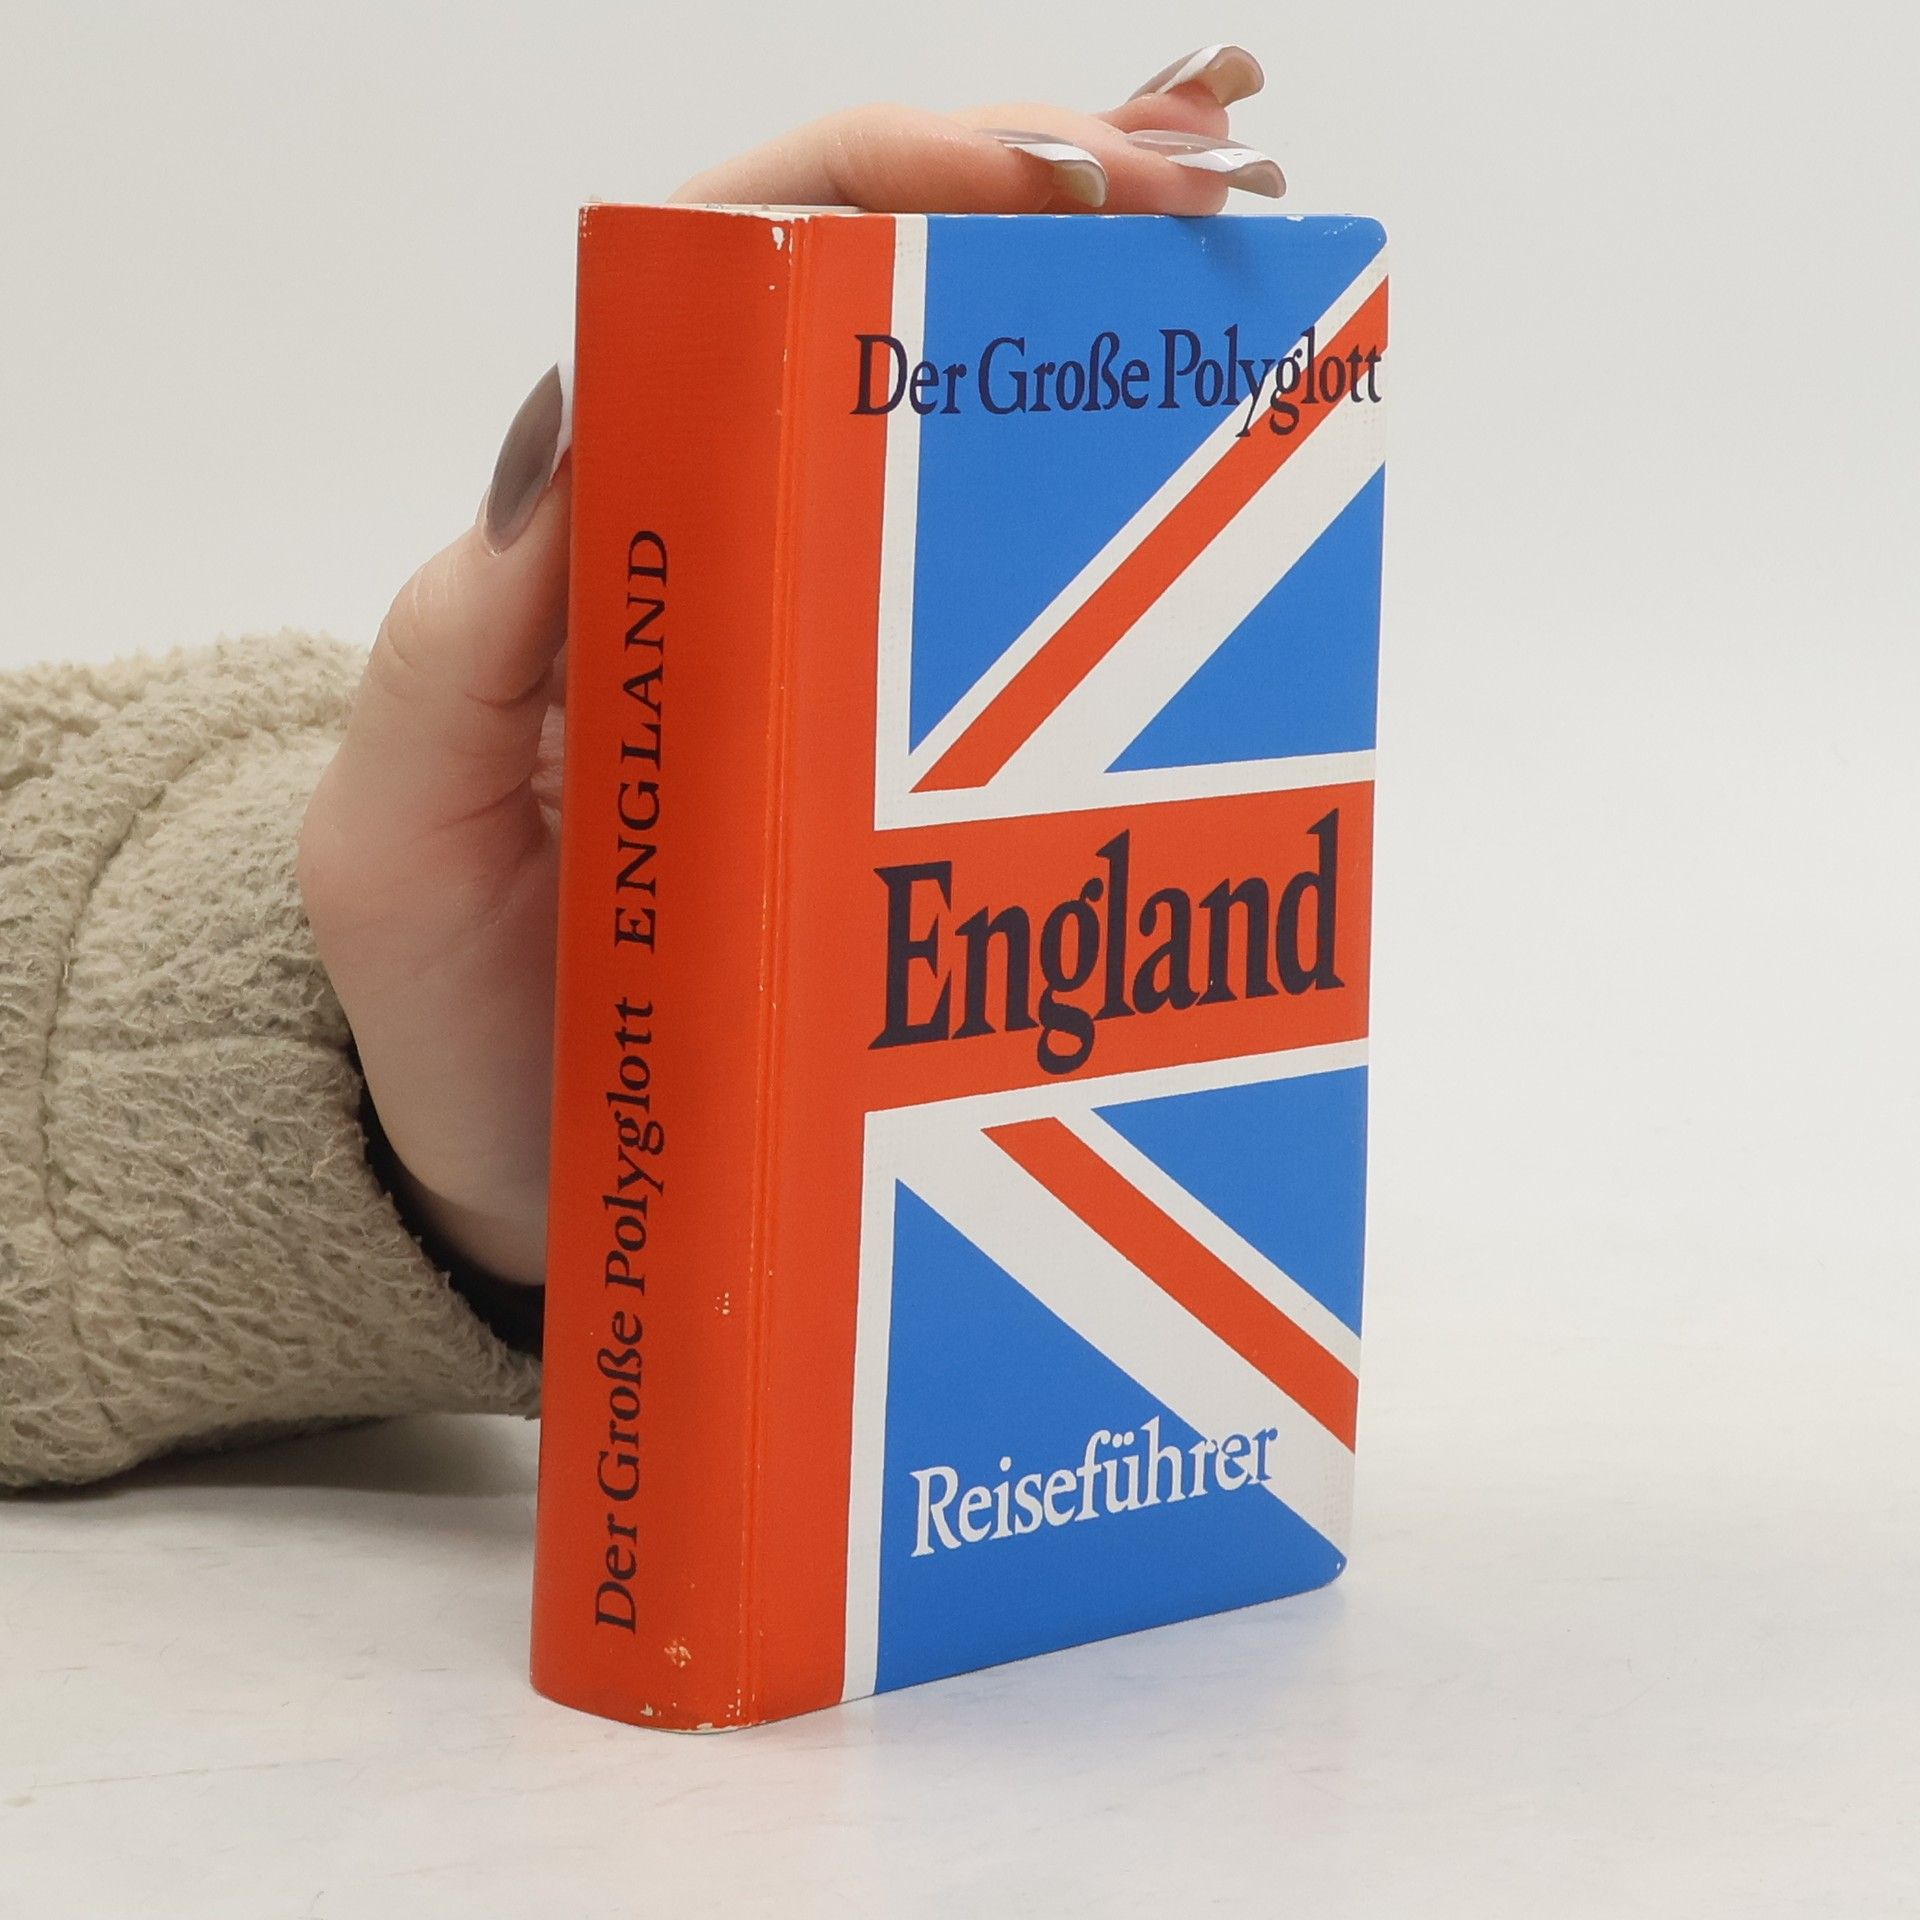 Der Große Polyglott ENGLAND
Der Große Polyglott
England
Reiseführer